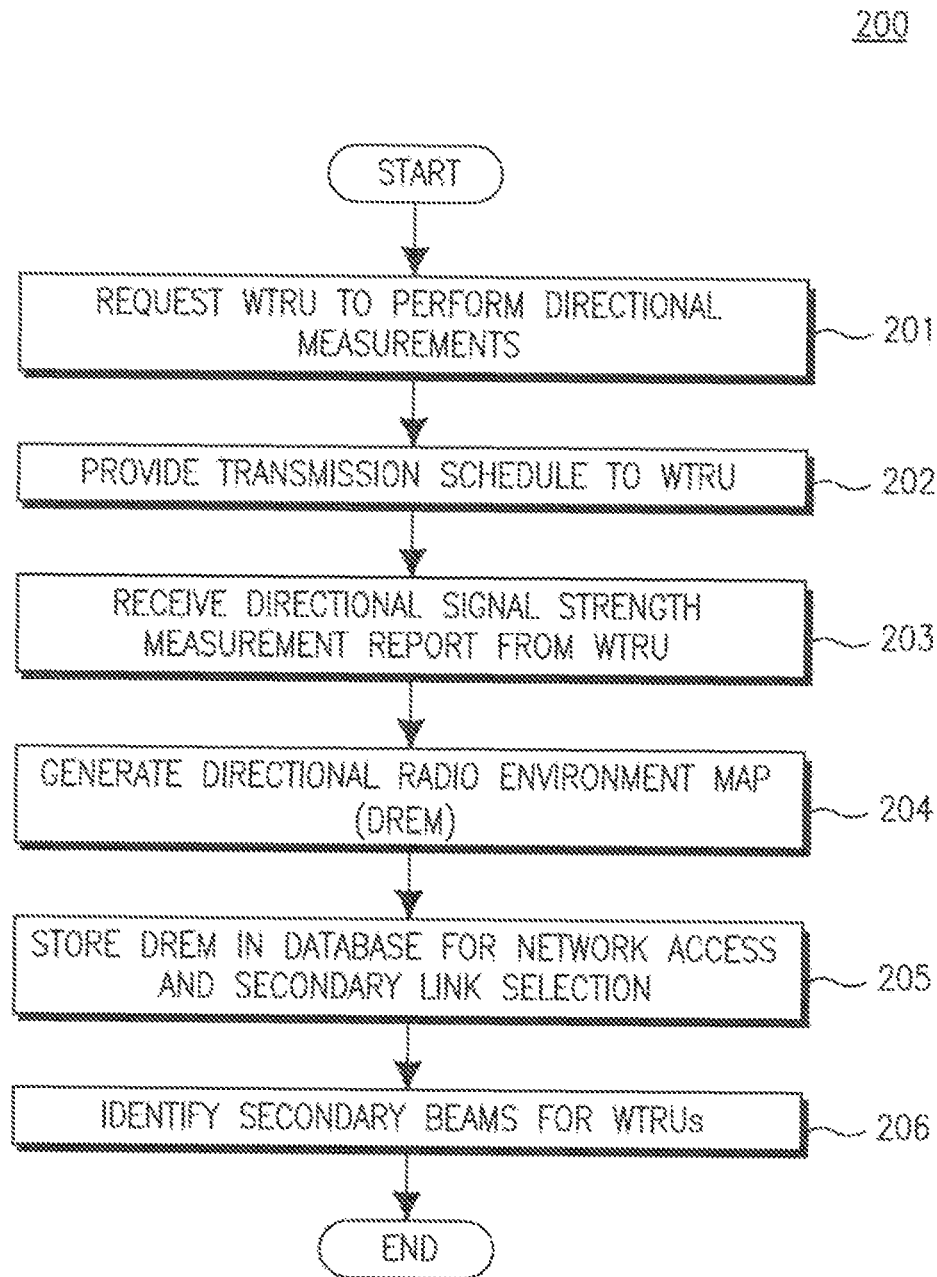 200
START
REQUEST WTRU TO PERFORM DIRECTIONAL
MEASUREMENTS
201
PROVIDE TRANSMISSION SCHEDULE TO WTRU
202
RECEIVE DIRECTIONAL SIGNAL STRENGTH
MEASUREMENT REPORT FROM WTRU
203
GENERATE DIRECTIONAL RADIO ENVIRONMENT MAP
(DREM)
204
STORE DREM IN DATABASE FOR NETWORK ACCESS
AND SECONDARY LINK SELECTION
205
IDENTIFY SECONDARY BEAMS FOR WTRUs
206
END